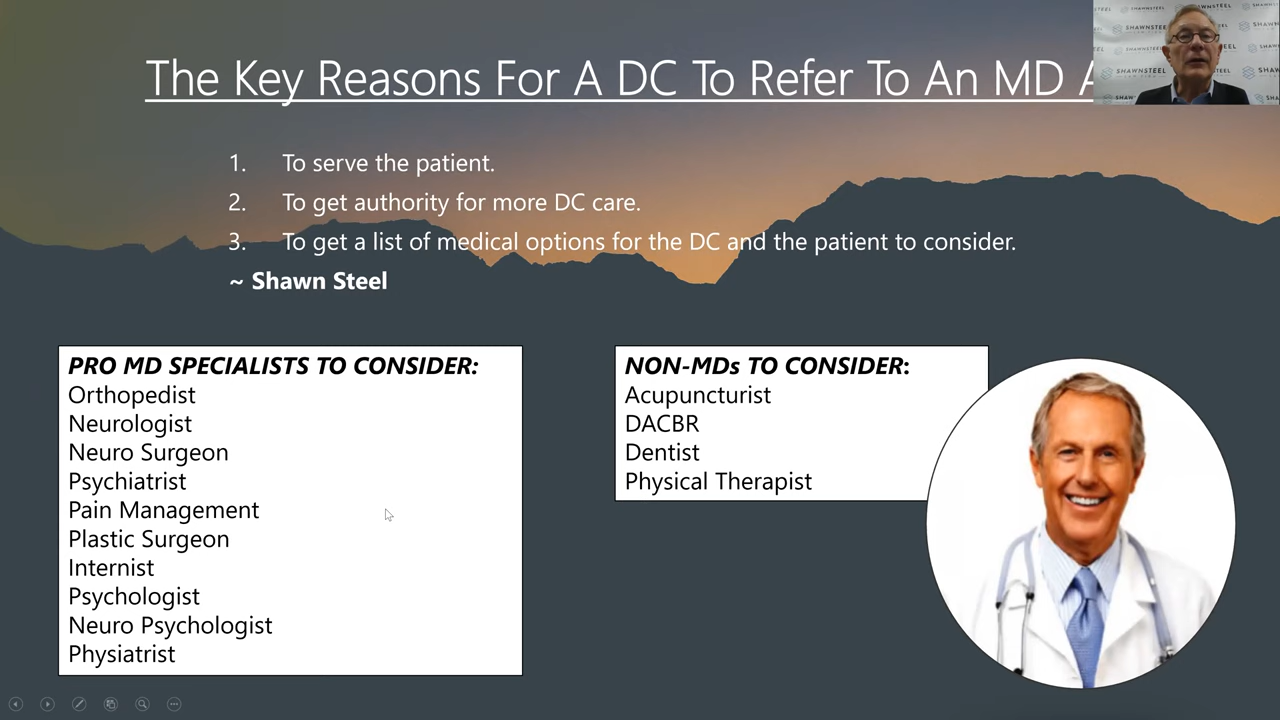 The Key Reasons For A DC To Refer To An MD
SHAWNSTEEL
SHAWNSTEEL
1. To serve the patient.
2. To get authority for more DC care.
3. To get a list of medical options for the DC and the patient to consider.
~ Shawn Steel
PRO MD SPECIALISTS TO CONSIDER:
Orthopedist
Neurologist
Neuro Surgeon
Psychiatrist
Pain Management
Plastic Surgeon
Internist
Psychologist
Neuro Psychologist
Physiatrist
NON-MDs TO CONSIDER:
Acupuncturist
DACBR
Dentist
Physical Therapist